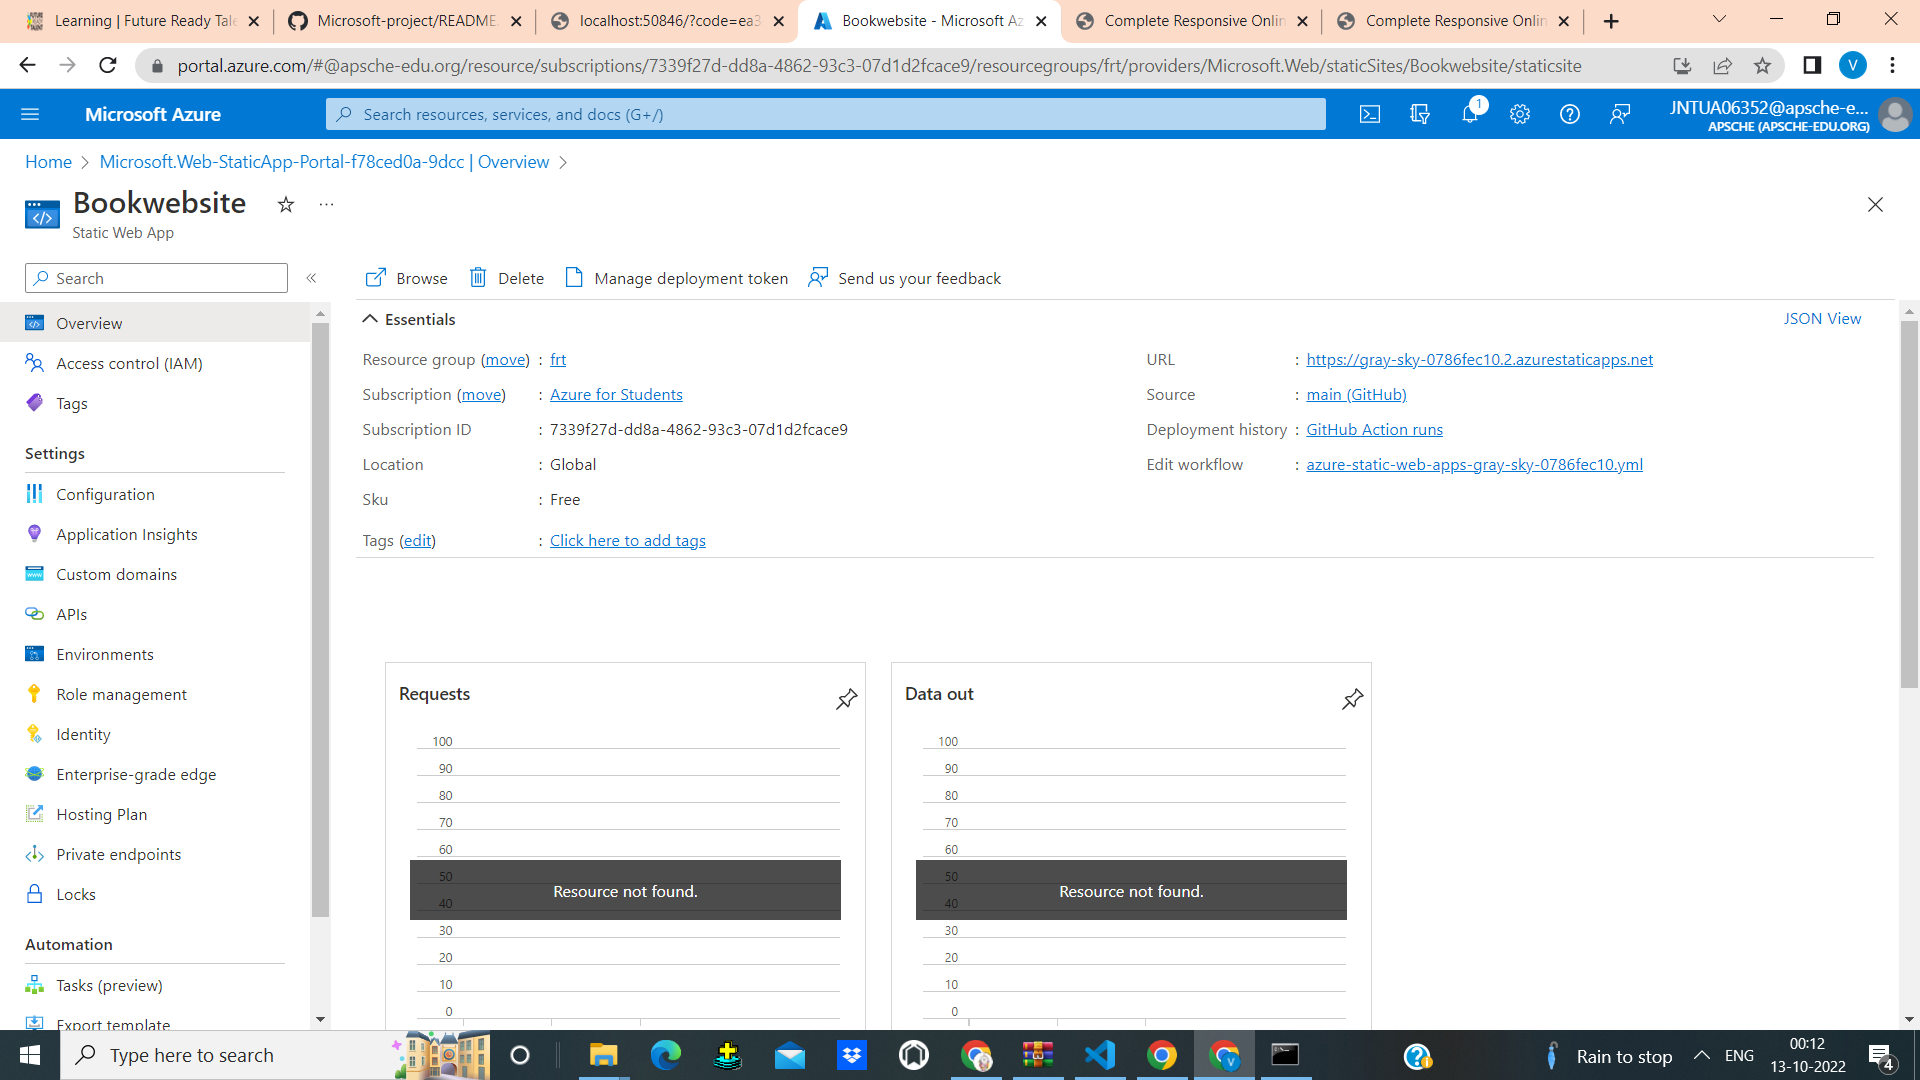 Learning | Future Ready Tale
Microsoft-project/README.
localhost:50846/?code=ea3
Bookwebsite - Microsoft Az
Complete Responsive Onlin
Complete Responsive Onlin
portal.azure.com/#@apsche-edu.org/resource/subscriptions/7339f27d-dd8a-4862-93c3-07d1d2fcace9/resourcegroups/frt/providers/Microsoft.Web/staticSites/Bookwebsite/staticsite
V
Microsoft Azure
Search resources, services, and docs (G+/)
1
JNTUA06352@apsche-e...
APSCHE (APSCHE-EDU.ORG)
Home > Microsoft.Web-StaticApp-Portal-f78ced0a-9dcc | Overview >
Bookwebsite
Static Web App
Search
Browse
Delete
Manage deployment token
Send us your feedback
Overview
Access control (IAM)
Tags
Settings
Configuration
Application Insights
Custom domains
APIs
Environments
Role management
Identity
Enterprise-grade edge
Hosting Plan
Private endpoints
Locks
Automation
Tasks (preview)
Export template
Essentials
JSON View
Resource group (move) : frt
Subscription (move) : Azure for Students
Subscription ID : 7339f27d-dd8a-4862-93c3-07d1d2fcace9
Location : Global
Sku : Free
Tags (edit) : Click here to add tags
URL : https://gray-sky-0786fec10.2.azurestaticapps.net
Source : main (GitHub)
Deployment history : GitHub Action runs
Edit workflow : azure-static-web-apps-gray-sky-0786fec10.yml
Requests
100
90
80
70
60
50
Resource not found.
40
30
20
10
0
Data out
100
90
80
70
60
50
Resource not found.
40
30
20
10
0
Type here to search
Rain to stop
ENG
00:12
13-10-2022
4